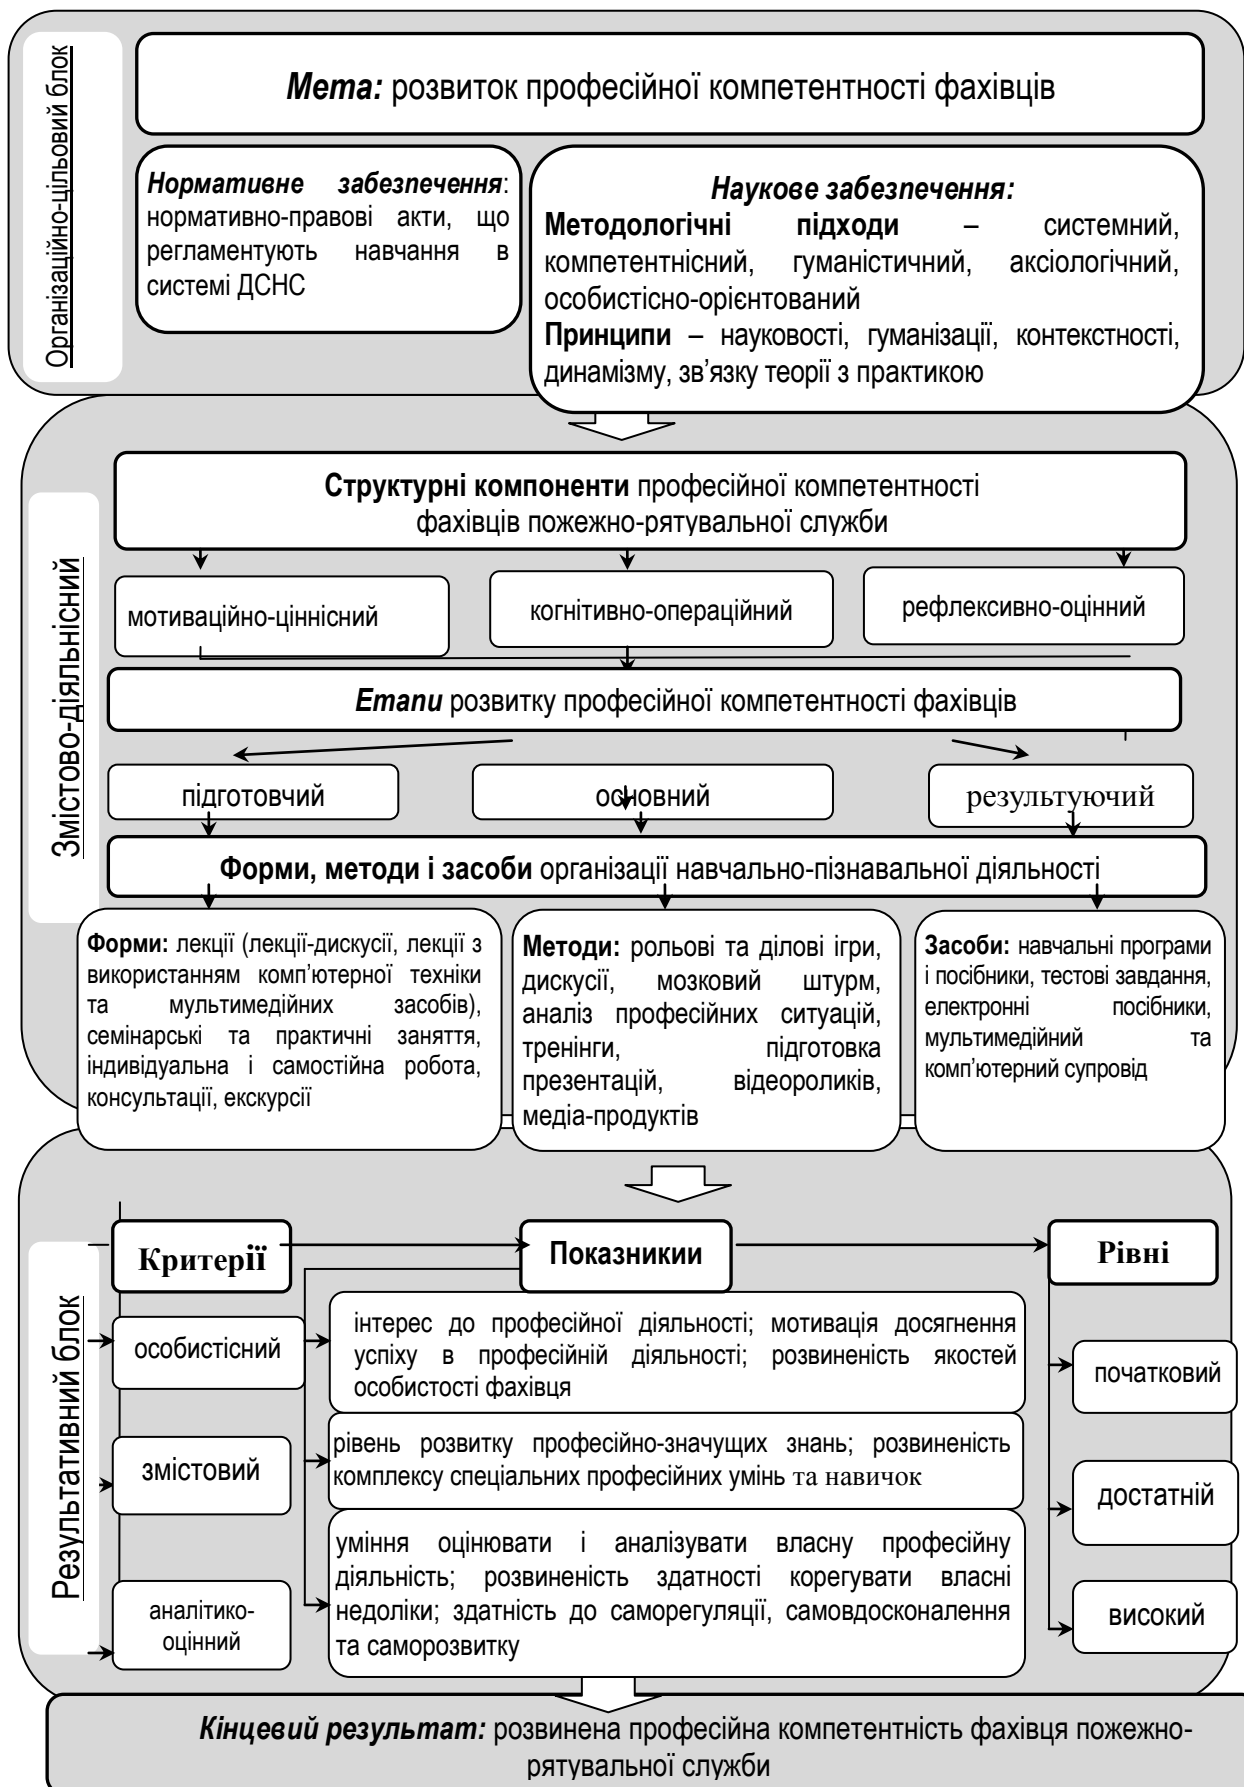 Організаційно-цільовий блок
Мета: розвиток професійної компетентності фахівців
Нормативне забезпечення:
нормативно-правові акти, що
регламентують навчання в
системі ДСНС
Наукове забезпечення:
Методологічні підходи – системний,
компетентнісний, гуманістичний, аксіологічний,
особистісно-орієнтований
Принципи – науковості, гуманізації, контекстності,
динамізму, зв’язку теорії з практикою
Змістово-діяльнісний
Структурні компоненти професійної компетентності
фахівців пожежно-рятувальної служби
мотиваційно-ціннісний
когнітивно-операційний
рефлексивно-оцінний
Етапи розвитку професійної компетентності фахівців
підготовчий
основний
результуючий
Форми, методи і засоби організації навчально-пізнавальної діяльності
Форми: лекції (лекції-дискусії, лекції з
використанням комп’ютерної техніки
та мультимедійних засобів),
семінарські та практичні заняття,
індивідуальна і самостійна робота,
консультації, екскурсії
Методи: рольові та ділові ігри,
дискусії, мозковий штурм,
аналіз професійних ситуацій,
тренінги, підготовка
презентацій, відеороликів,
медіа-продуктів
Засоби: навчальні програми
і посібники, тестові завдання,
електронні посібники,
мультимедійний та
комп’ютерний супровід
Результативний блок
Критерії
Показникии
Рівні
особистісний
інтерес до професійної діяльності; мотивація досягнення
успіху в професійній діяльності; розвиненість якостей
особистості фахівця
початковий
змістовий
рівень розвитку професійно-значущих знань; розвиненість
комплексу спеціальних професійних умінь та навичок
достатній
аналітико-
оцінний
уміння оцінювати і аналізувати власну професійну
діяльність; розвиненість здатності корегувати власні
недоліки; здатність до саморегуляції, самовдосконалення
та саморозвитку
високий
Кінцевий результат: розвинена професійна компетентність фахівця пожежно-
рятувальної служби